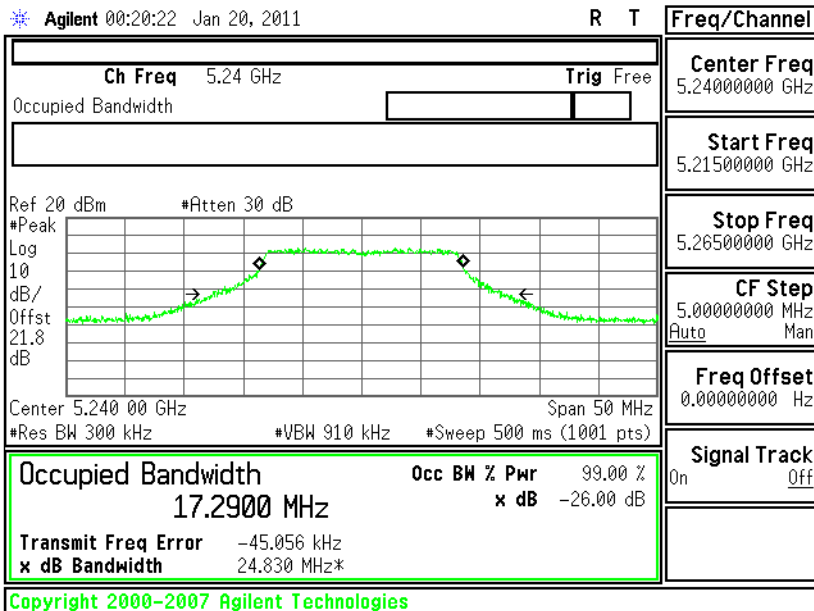 Agilent 00:20:22 Jan 20, 2011 R T
Ch Freq 5.24 GHz Trig Free
Occupied Bandwidth
Ref 20 dBm #Atten 30 dB
#Peak
Log
10
dB/
Offst
21.8
dB
Center 5.240 00 GHz Span 50 MHz
#Res BW 300 kHz #VBW 910 kHz #Sweep 500 ms (1001 pts)
Occupied Bandwidth Occ BW % Pwr 99.00 %
17.2900 MHz x dB -26.00 dB
Transmit Freq Error -45.056 kHz
x dB Bandwidth 24.830 MHz*
Copyright 2000-2007 Agilent Technologies
Freq/Channel
Center Freq
5.24000000 GHz
Start Freq
5.21500000 GHz
Stop Freq
5.26500000 GHz
CF Step
5.00000000 MHz
Auto Man
Freq Offset
0.00000000 Hz
Signal Track
On Off